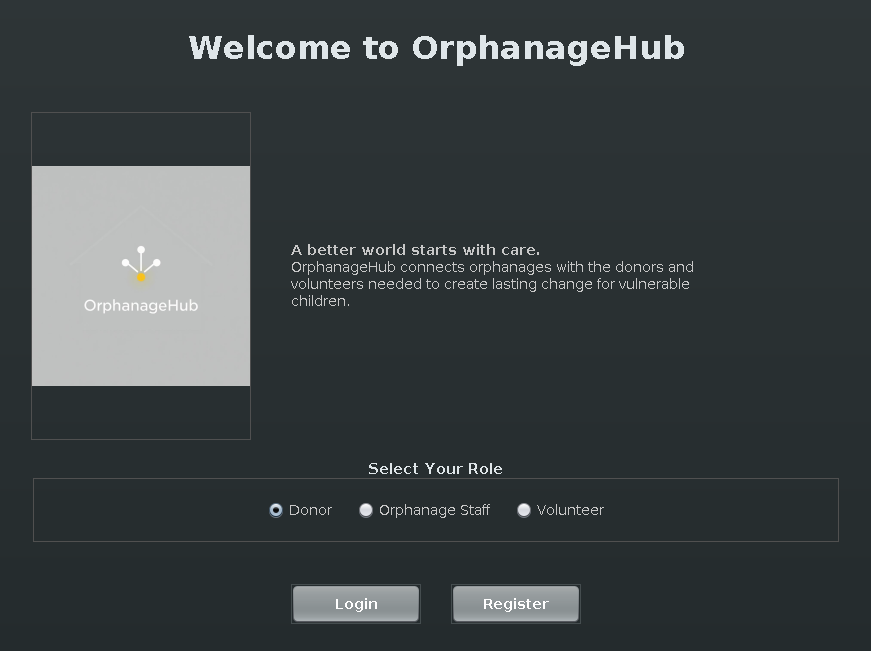 Welcome to OrphanageHub
OrphanageHub
A better world starts with care.
OrphanageHub connects orphanages with the donors and
volunteers needed to create lasting change for vulnerable
children.
Select Your Role
Donor
Orphanage Staff
Volunteer
Login
Register